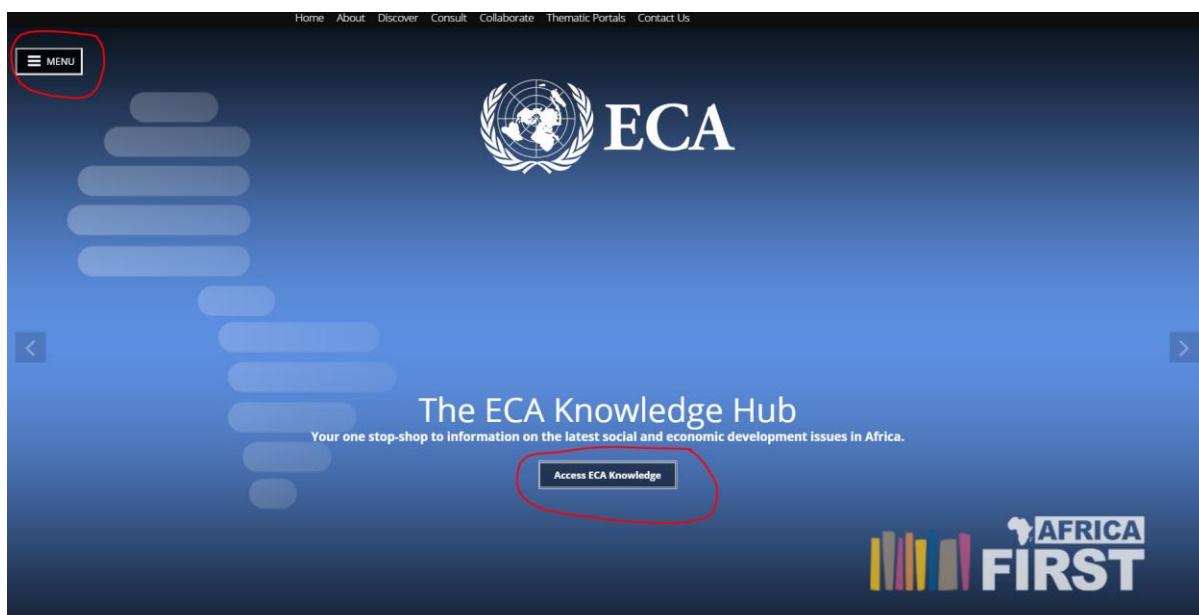 Home About Discover Consult Collaborate Thematic Portals Contact Us
MENU
ECA
The ECA Knowledge Hub
Your one stop-shop to information on the latest social and economic development issues in Africa.
Access ECA Knowledge
AFRICA
FIRST